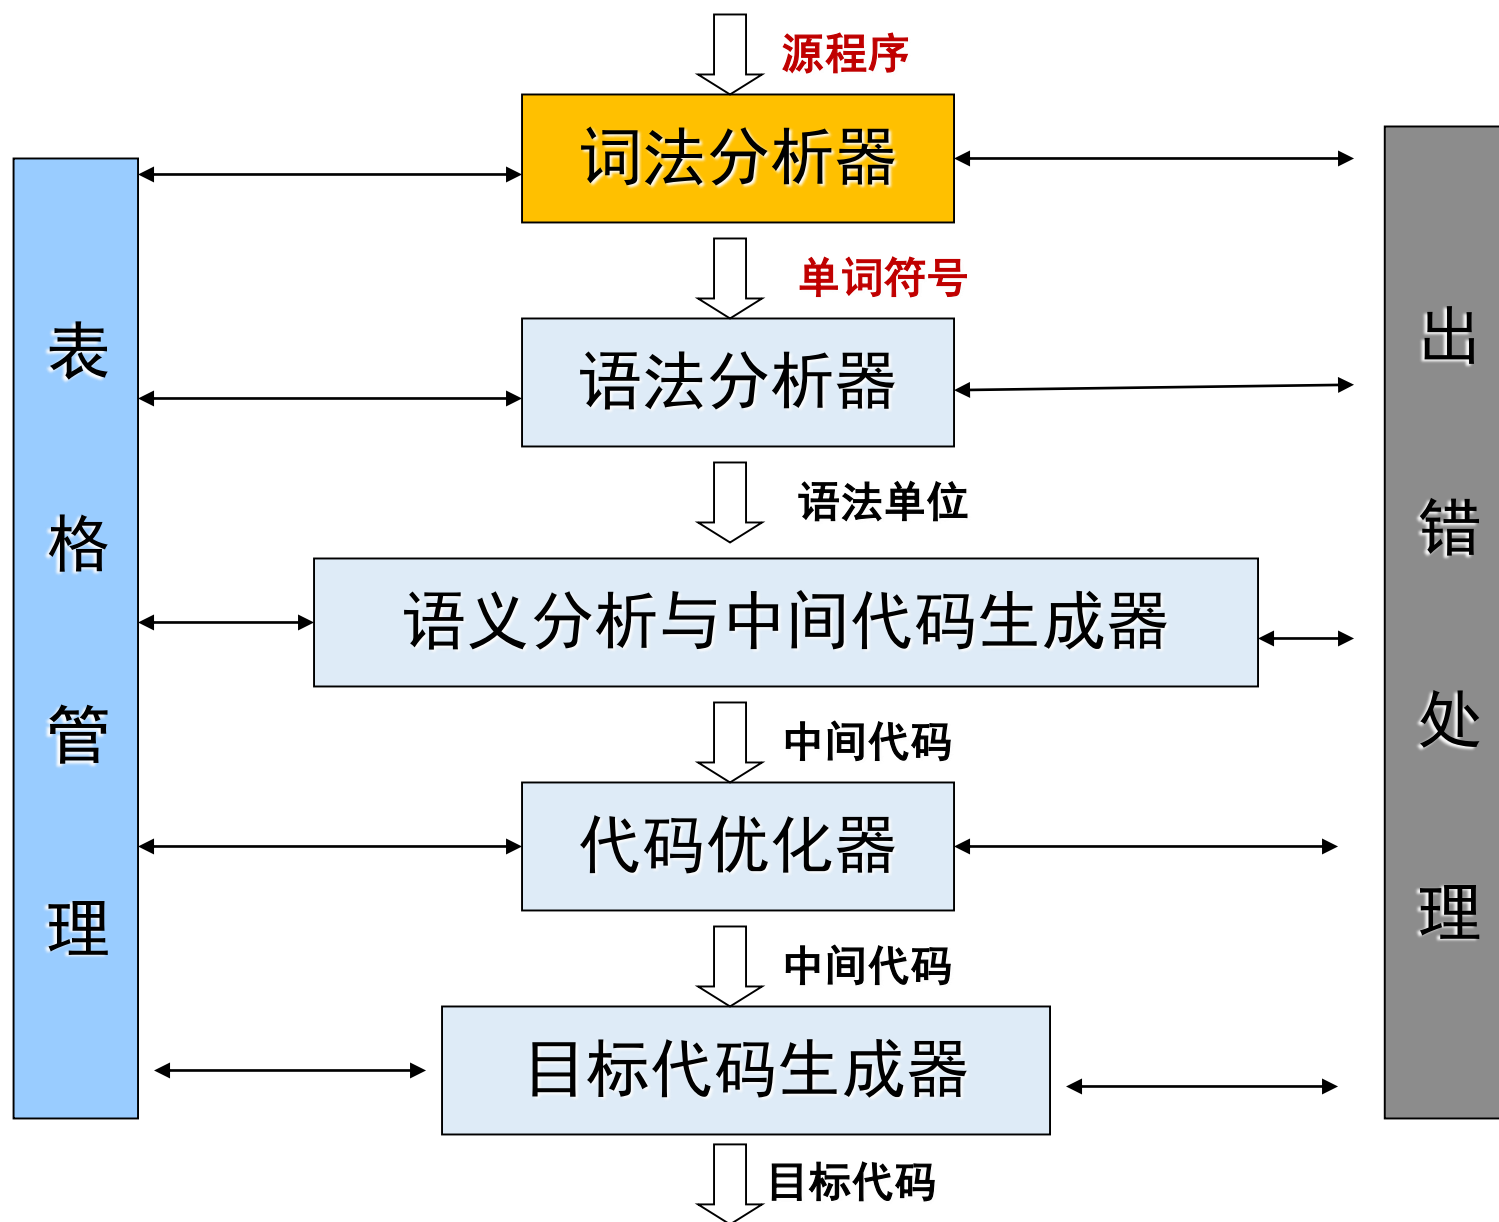 源程序
词法分析器
单词符号
语法分析器
语法单位
语义分析与中间代码生成器
中间代码
代码优化器
中间代码
目标代码生成器
目标代码
表
格
管
理
出
错
处
理